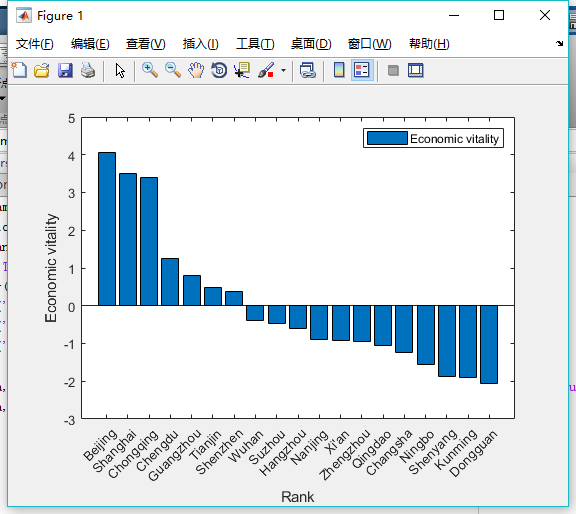 Figure 1
文件(F) 编辑(E) 查看(V) 插入(I) 工具(T) 桌面(D) 窗口(W) 帮助(H)
Economic vitality
5
4
3
2
1
0
-1
-2
-3
Economic vitality
Beijing
Shanghai
Chongqing
Chengdu
Guangzhou
Tianjin
Shenzhen
Wuhan
Suzhou
Hangzhou
Nanjing
Xi'an
Zhengzhou
Qingdao
Changsha
Ningbo
Shenyang
Kunming
Dongguan
Rank